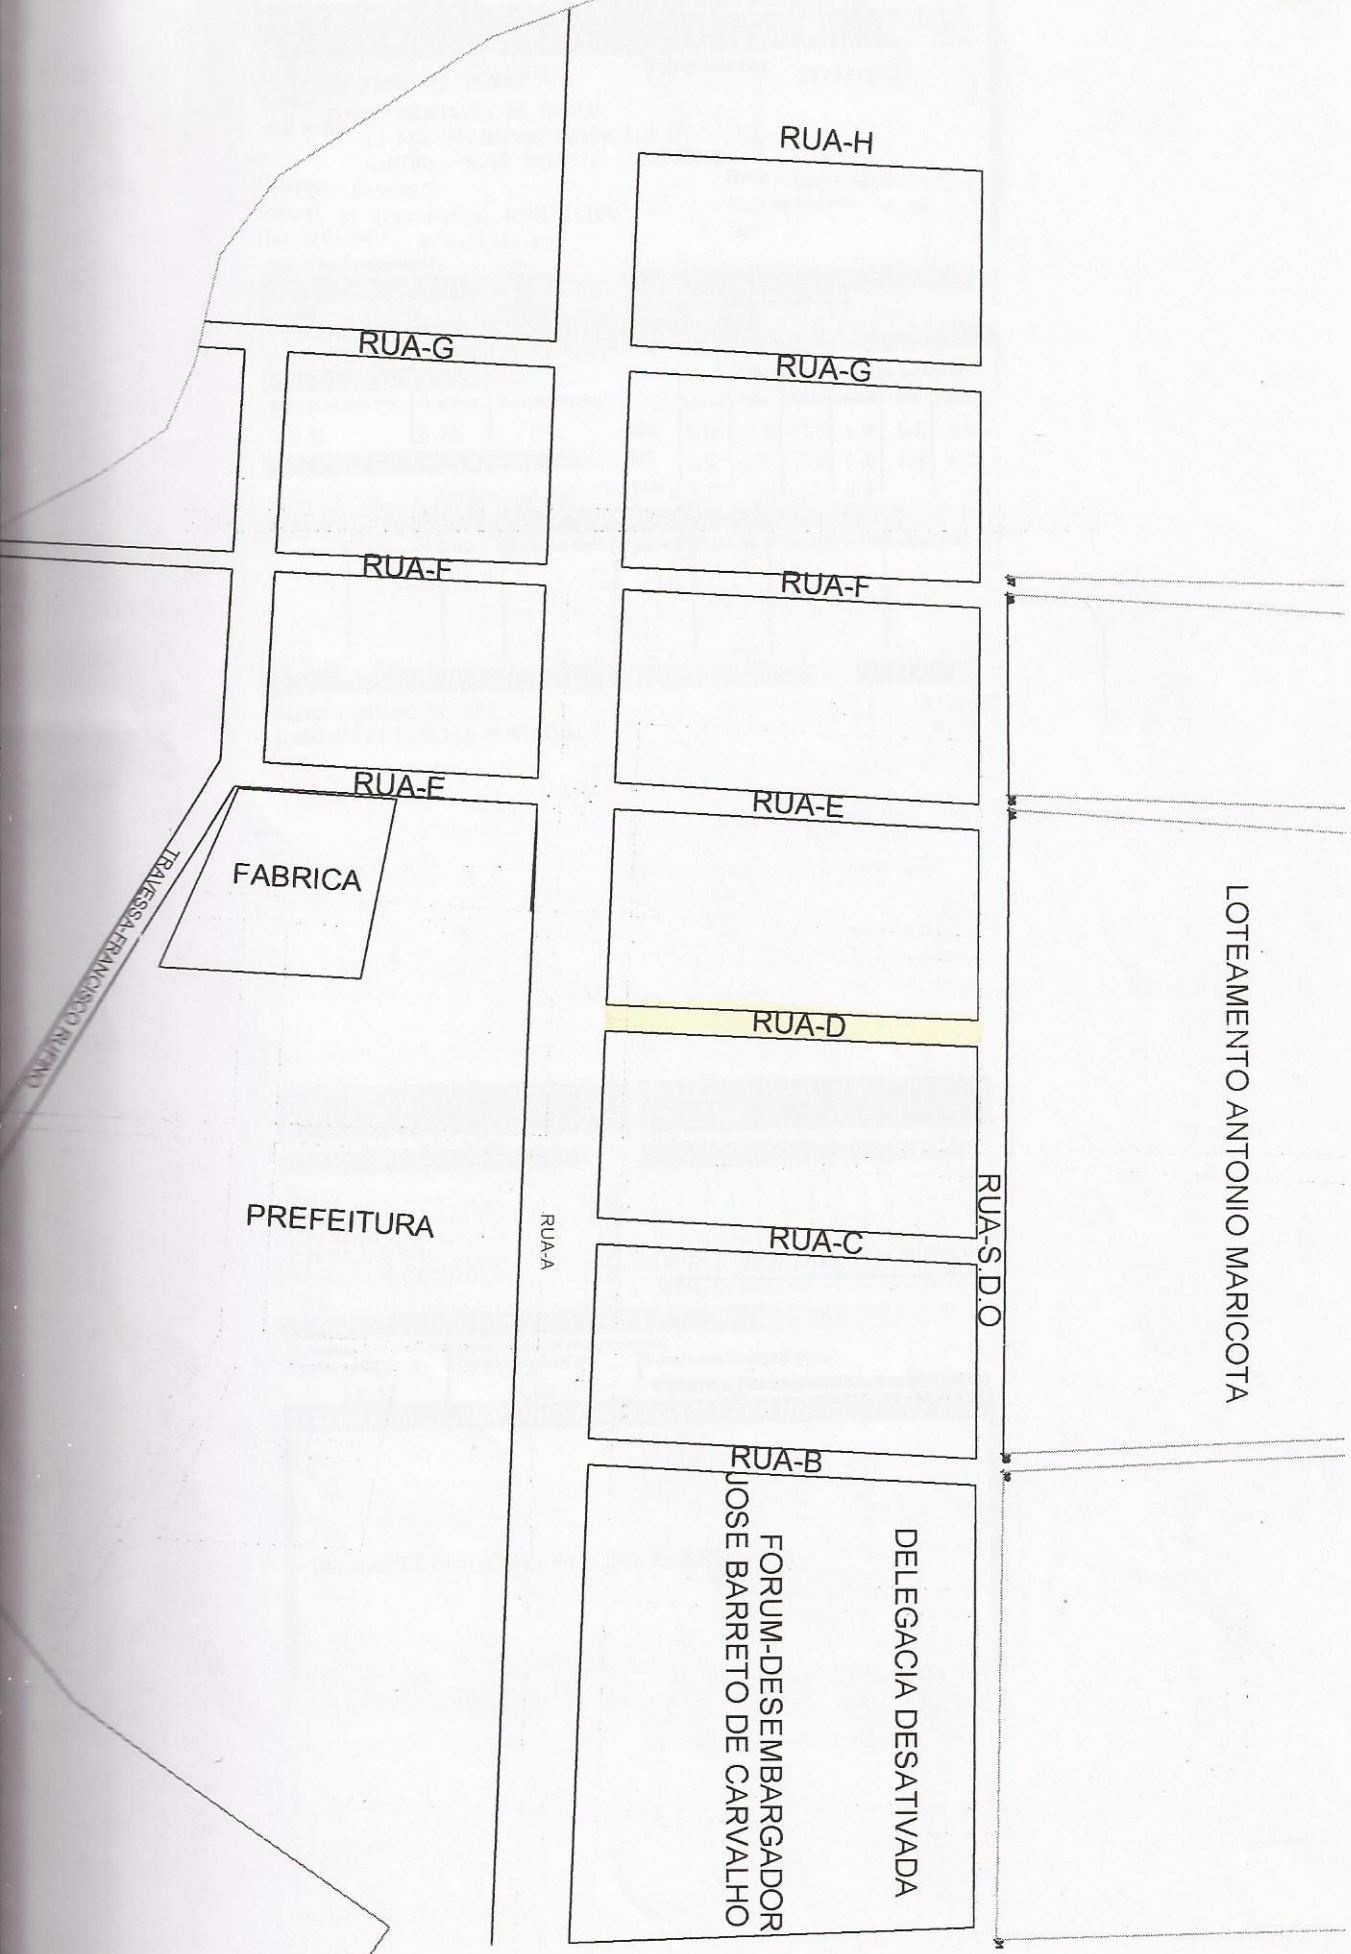 RUA-H
RUA-G
RUA-G
RUA-F
RUA-F
RUA-E
RUA-E
FABRICA
TRAVESSA-FRANCISCO RUFINO
LOTEAMENTO ANTONIO MARICOTA
RUA-D
RUA-S.D.O
PREFEITURA
RUA-A
RUA-C
RUA-B
DELEGACIA DESATIVADA
FORUM-DESEMBARGADOR
JOSE BARRETO DE CARVALHO